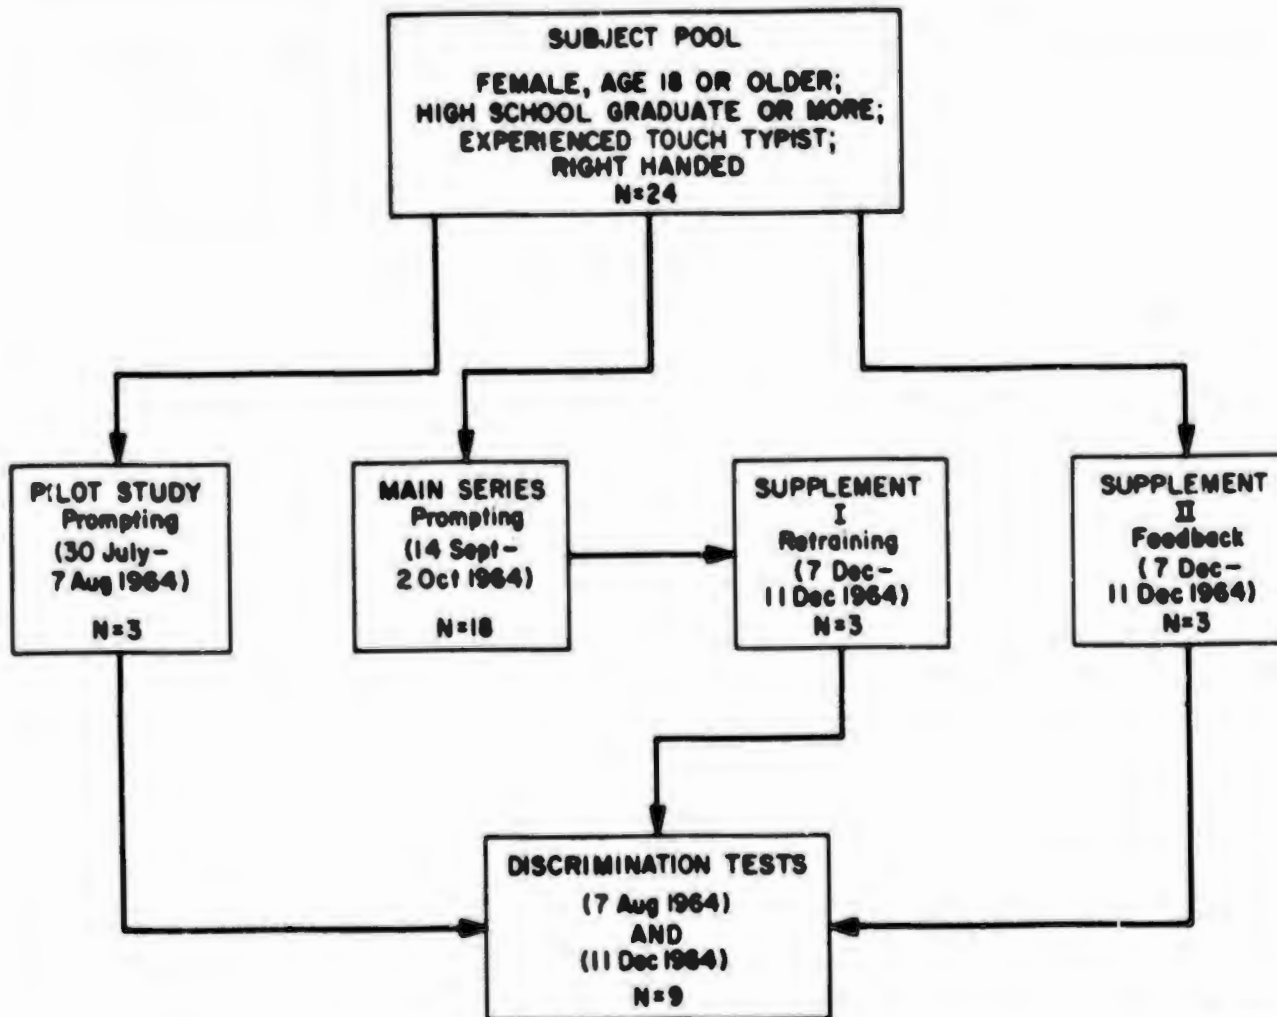 SUBJECT POOL
FEMALE, AGE 18 OR OLDER;
HIGH SCHOOL GRADUATE OR MORE;
EXPERIENCED TOUCH TYPIST;
RIGHT HANDED
N=24
PILOT STUDY
Prompting
(30 July-
7 Aug 1964)
N=3
MAIN SERIES
Prompting
(14 Sept-
2 Oct 1964)
N=18
SUPPLEMENT
I
Retraining
(7 Dec-
11 Dec 1964)
N=3
SUPPLEMENT
II
Feedback
(7 Dec-
11 Dec 1964)
N=3
DISCRIMINATION TESTS
(7 Aug 1964)
AND
(11 Dec 1964)
N=9